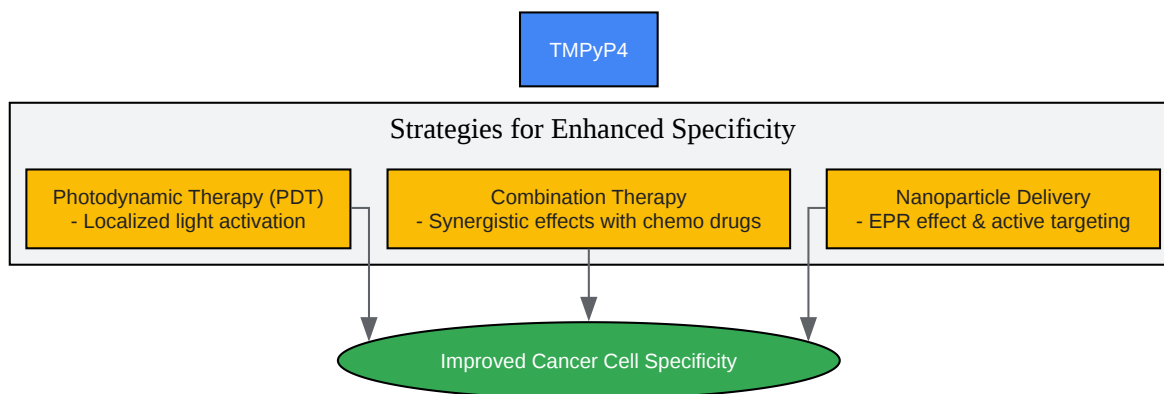 TMPyP4
Strategies for Enhanced Specificity
Photodynamic Therapy (PDT)
- Localized light activation
Combination Therapy
- Synergistic effects with chemo drugs
Nanoparticle Delivery
- EPR effect & active targeting
Improved Cancer Cell Specificity